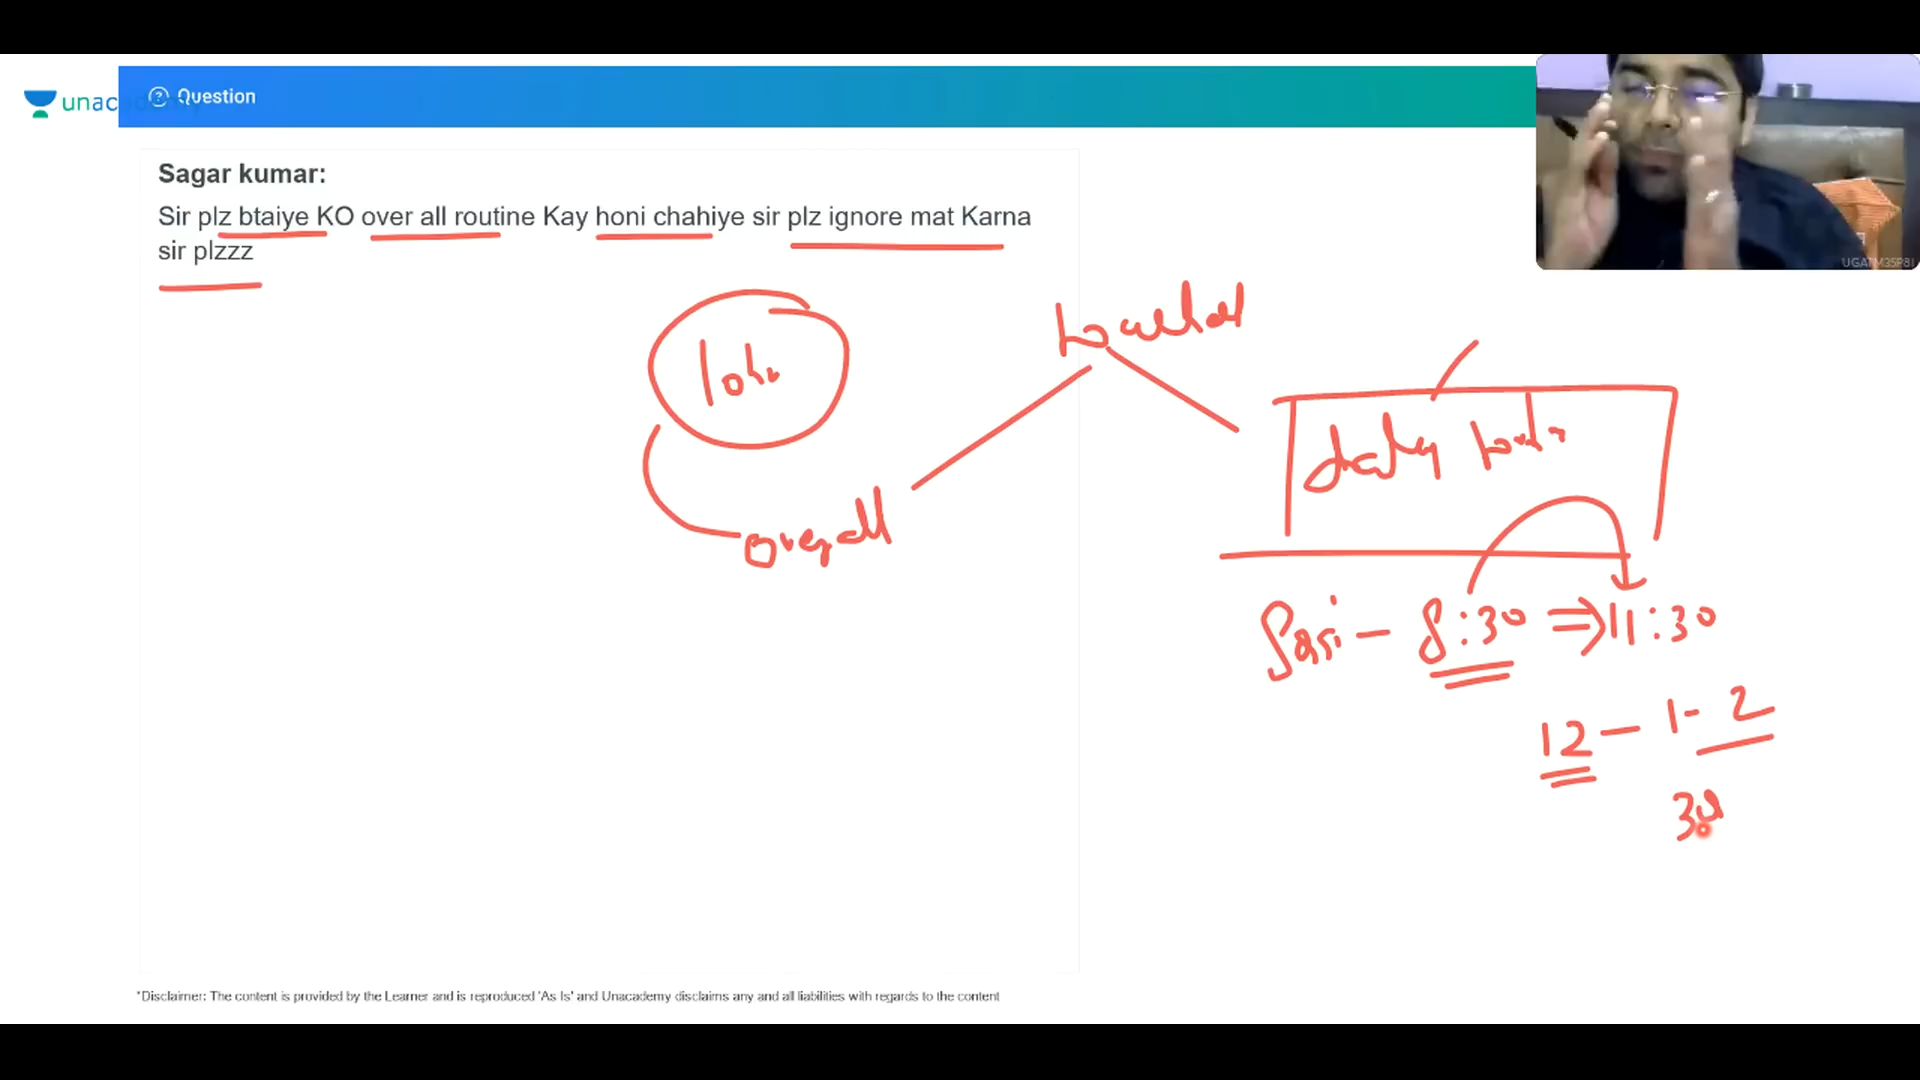 unacademy
? Question
Sagar kumar:
Sir plz btaiye KO over all routine Kay honi chahiye sir plz ignore mat Karna
sir plzzz
overall
8:30 ⇒ 11:30
12 - 1 - 2
*Disclaimer: The content is provided by the Learner and is reproduced 'As Is' and Unacademy disclaims any and all liabilities with regards to the content